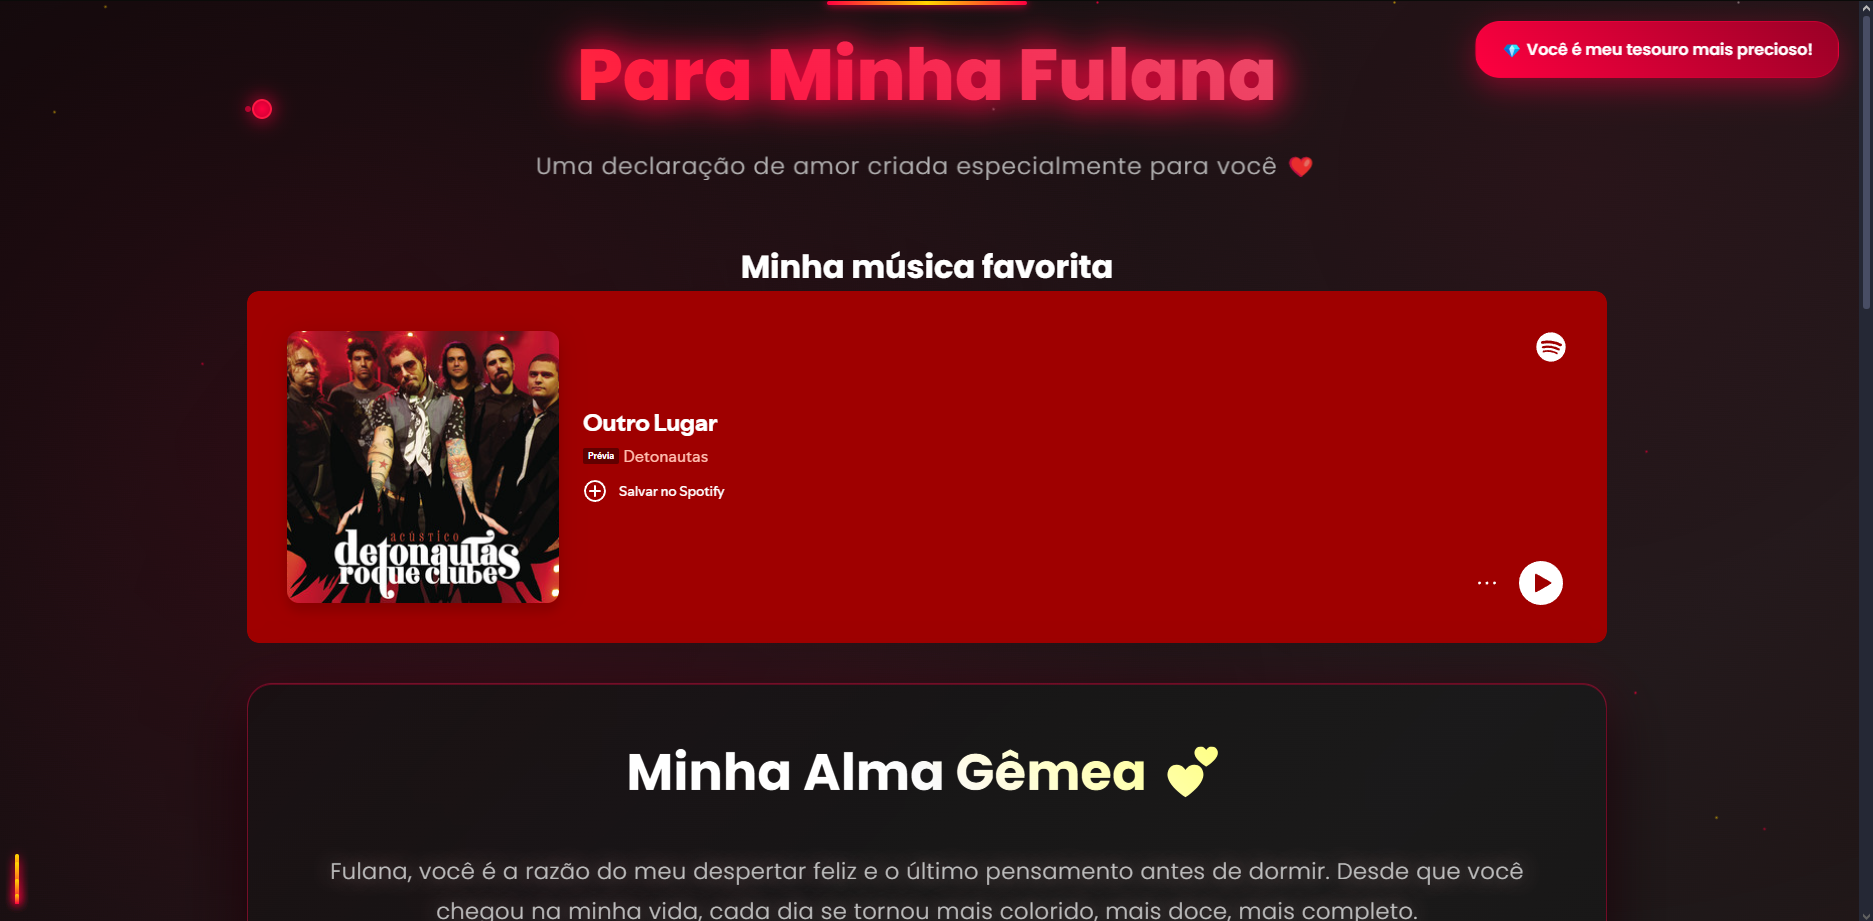 Para Minha Fulana
💎 Você é meu tesouro mais precioso!
Uma declaração de amor criada especialmente para você ❤️
Minha música favorita
acústico
detonautas
roque clube
Outro Lugar
Prévia Detonautas
Salvar no Spotify
Minha Alma Gêmea 💕
Fulana, você é a razão do meu despertar feliz e o último pensamento antes de dormir. Desde que você
chegou na minha vida, cada dia se tornou mais colorido, mais doce, mais completo.